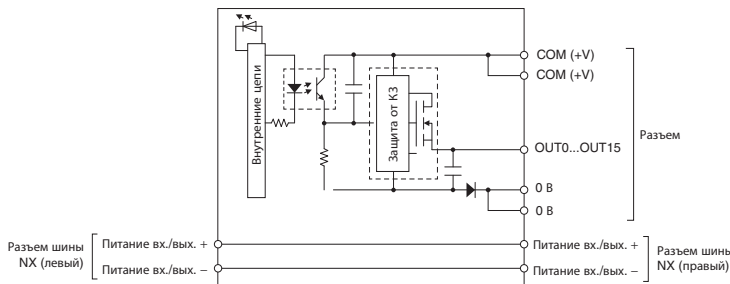 COM (+V)
COM (+V)
Внутренние цепи
Защита от КЗ
Разъем
OUT0...OUT15
0 В
0 В
Разъем шины
NX (левый)
Питание вх./вых. +
Питание вх./вых. –
Питание вх./вых. +
Питание вх./вых. –
Разъем шины
NX (правый)